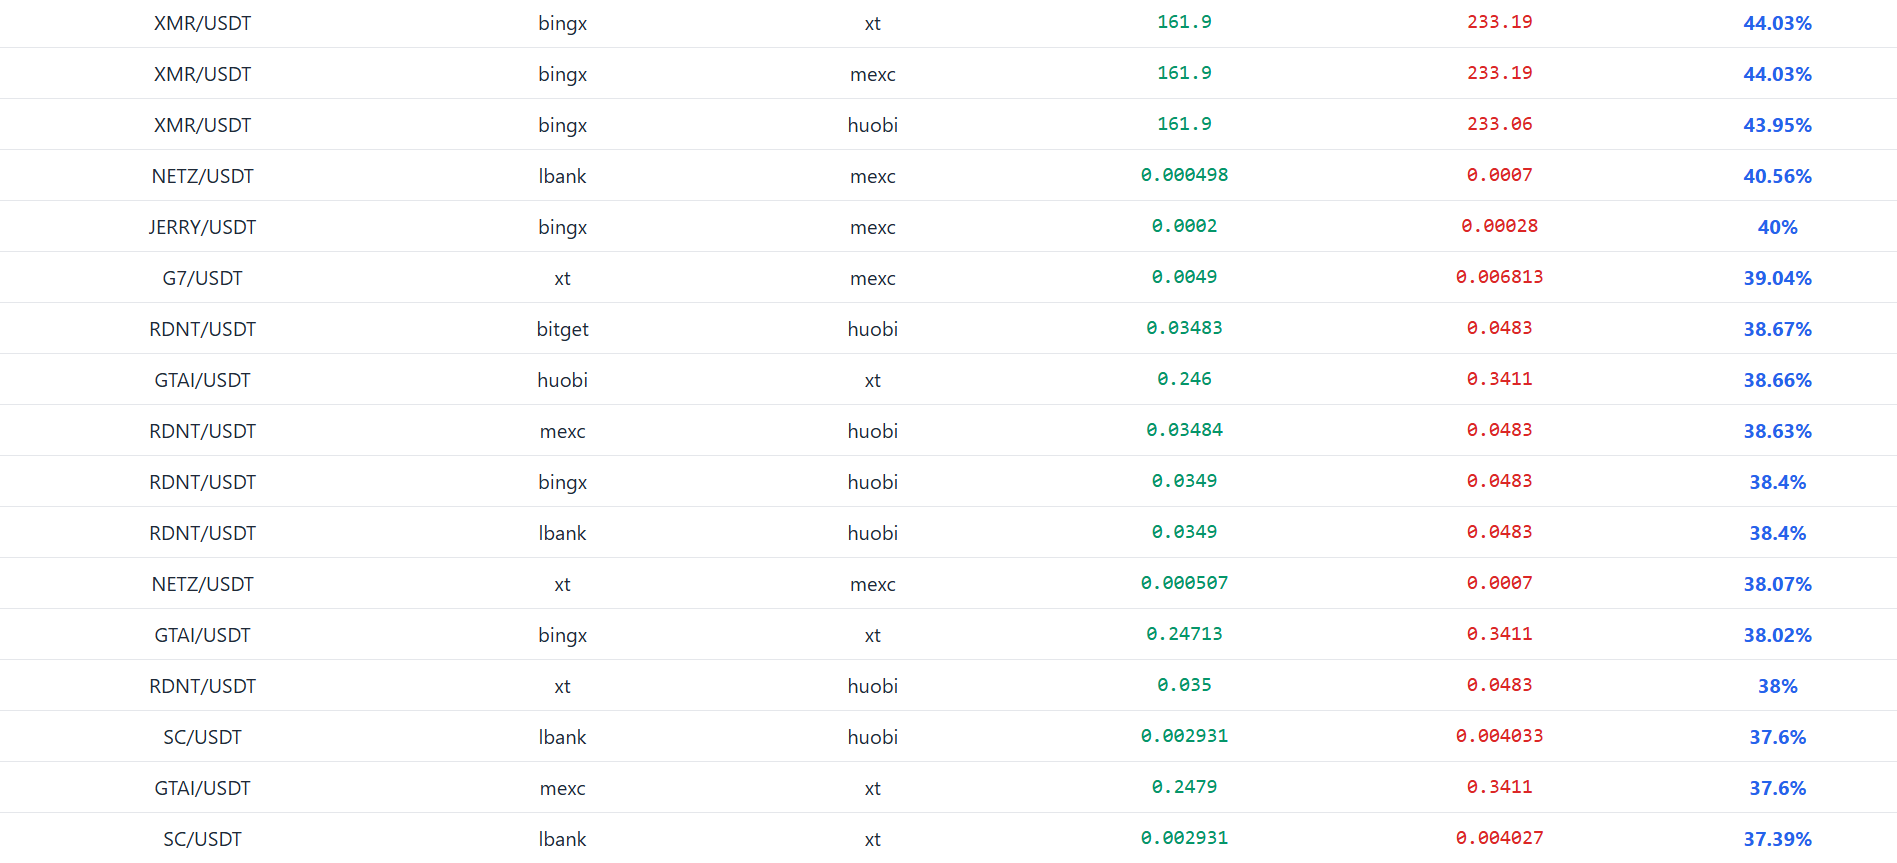 XMR/USDT bingx xt 161.9 233.19 44.03%
XMR/USDT bingx mexc 161.9 233.19 44.03%
XMR/USDT bingx huobi 161.9 233.06 43.95%
NETZ/USDT lbank mexc 0.000498 0.0007 40.56%
JERRY/USDT bingx mexc 0.0002 0.00028 40%
G7/USDT xt mexc 0.0049 0.006813 39.04%
RDNT/USDT bitget huobi 0.03483 0.0483 38.67%
GTAI/USDT huobi xt 0.246 0.3411 38.66%
RDNT/USDT mexc huobi 0.03484 0.0483 38.63%
RDNT/USDT bingx huobi 0.0349 0.0483 38.4%
RDNT/USDT lbank huobi 0.0349 0.0483 38.4%
NETZ/USDT xt mexc 0.000507 0.0007 38.07%
GTAI/USDT bingx xt 0.24713 0.3411 38.02%
RDNT/USDT xt huobi 0.035 0.0483 38%
SC/USDT lbank huobi 0.002931 0.004033 37.6%
GTAI/USDT mexc xt 0.2479 0.3411 37.6%
SC/USDT lbank xt 0.002931 0.004027 37.39%